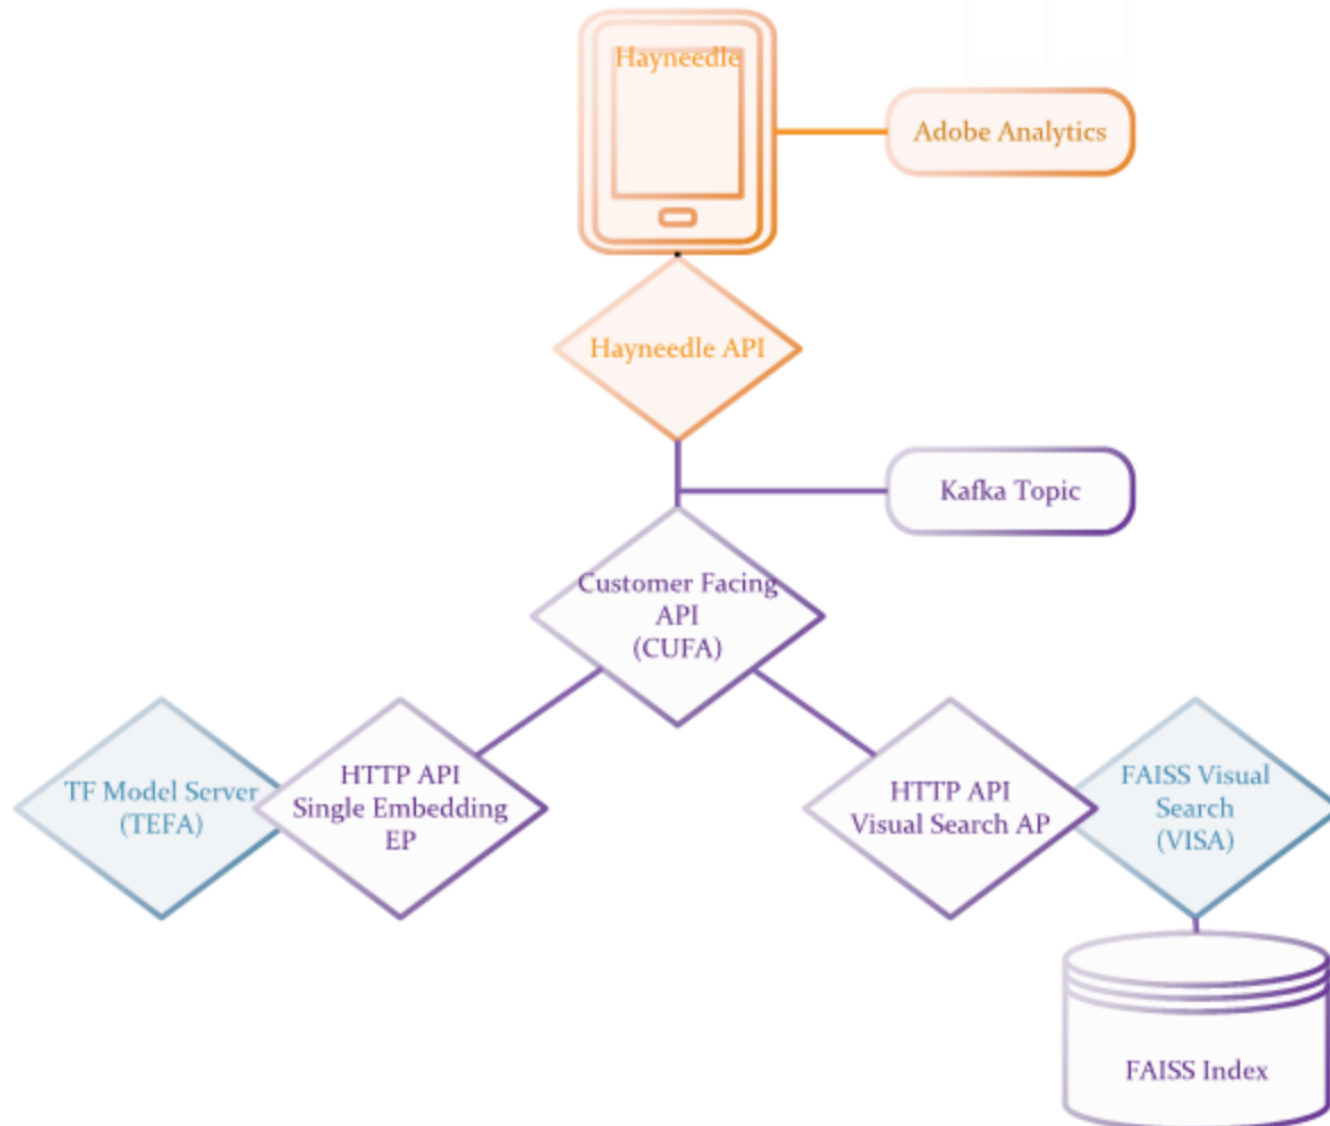 Hayneedle
Adobe Analytics
Hayneedle API
Kafka Topic
Customer Facing
API
(CUFA)
TF Model Server
(TEFA)
HTTP API
Single Embedding
EP
HTTP API
Visual Search AP
FAISS Visual
Search
(VISA)
FAISS Index